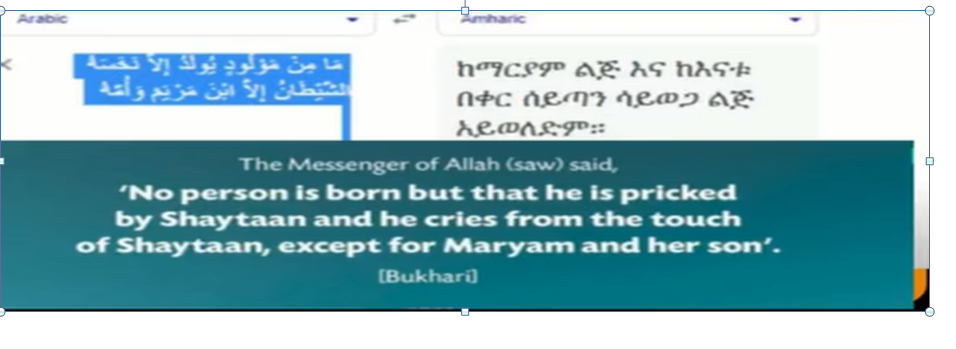 Arabic
Amharic
مَا مِنْ مَوْلُودٍ يُولَدُ إِلاَّ نَخَسَهُ
الشَّيْطَانُ إِلاَّ ابْنَ مَرْيَمَ وَأُمَّهُ
ከማርያም ልጅ እና ከእናቱ
በቀር ሰይጣን ሳይወጋ ልጅ
አይወለድም።
The Messenger of Allah (saw) said,
‘No person is born but that he is pricked
by Shaytaan and he cries from the touch
of Shaytaan, except for Maryam and her son’.
[Bukhari]